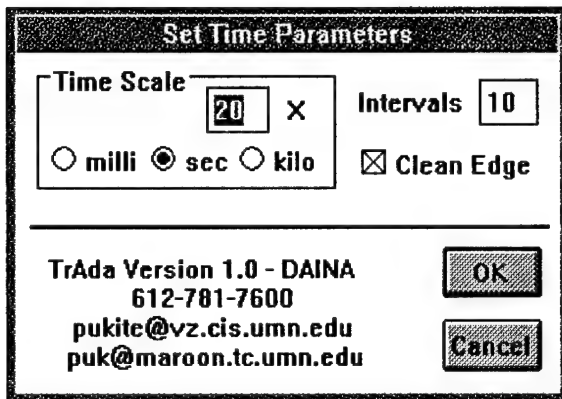 Set Time Parameters
Time Scale
20 X
Intervals 10
milli sec kilo
Clean Edge
TrAda Version 1.0 - DAINA
612-781-7600
pukite@vz.cis.umn.edu
puk@maroon.tc.umn.edu
OK
Cancel